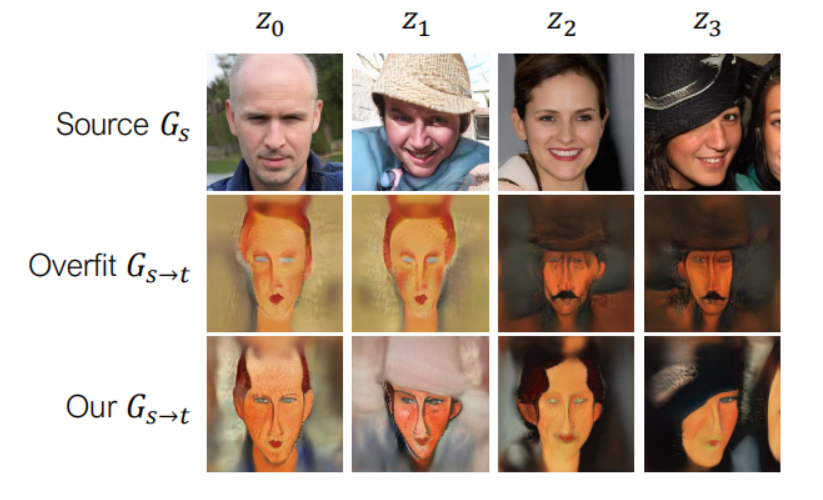 z₀ z₁ z₂ z₃
Source Gₛ
Overfit Gₛ→ₜ
Our Gₛ→ₜ